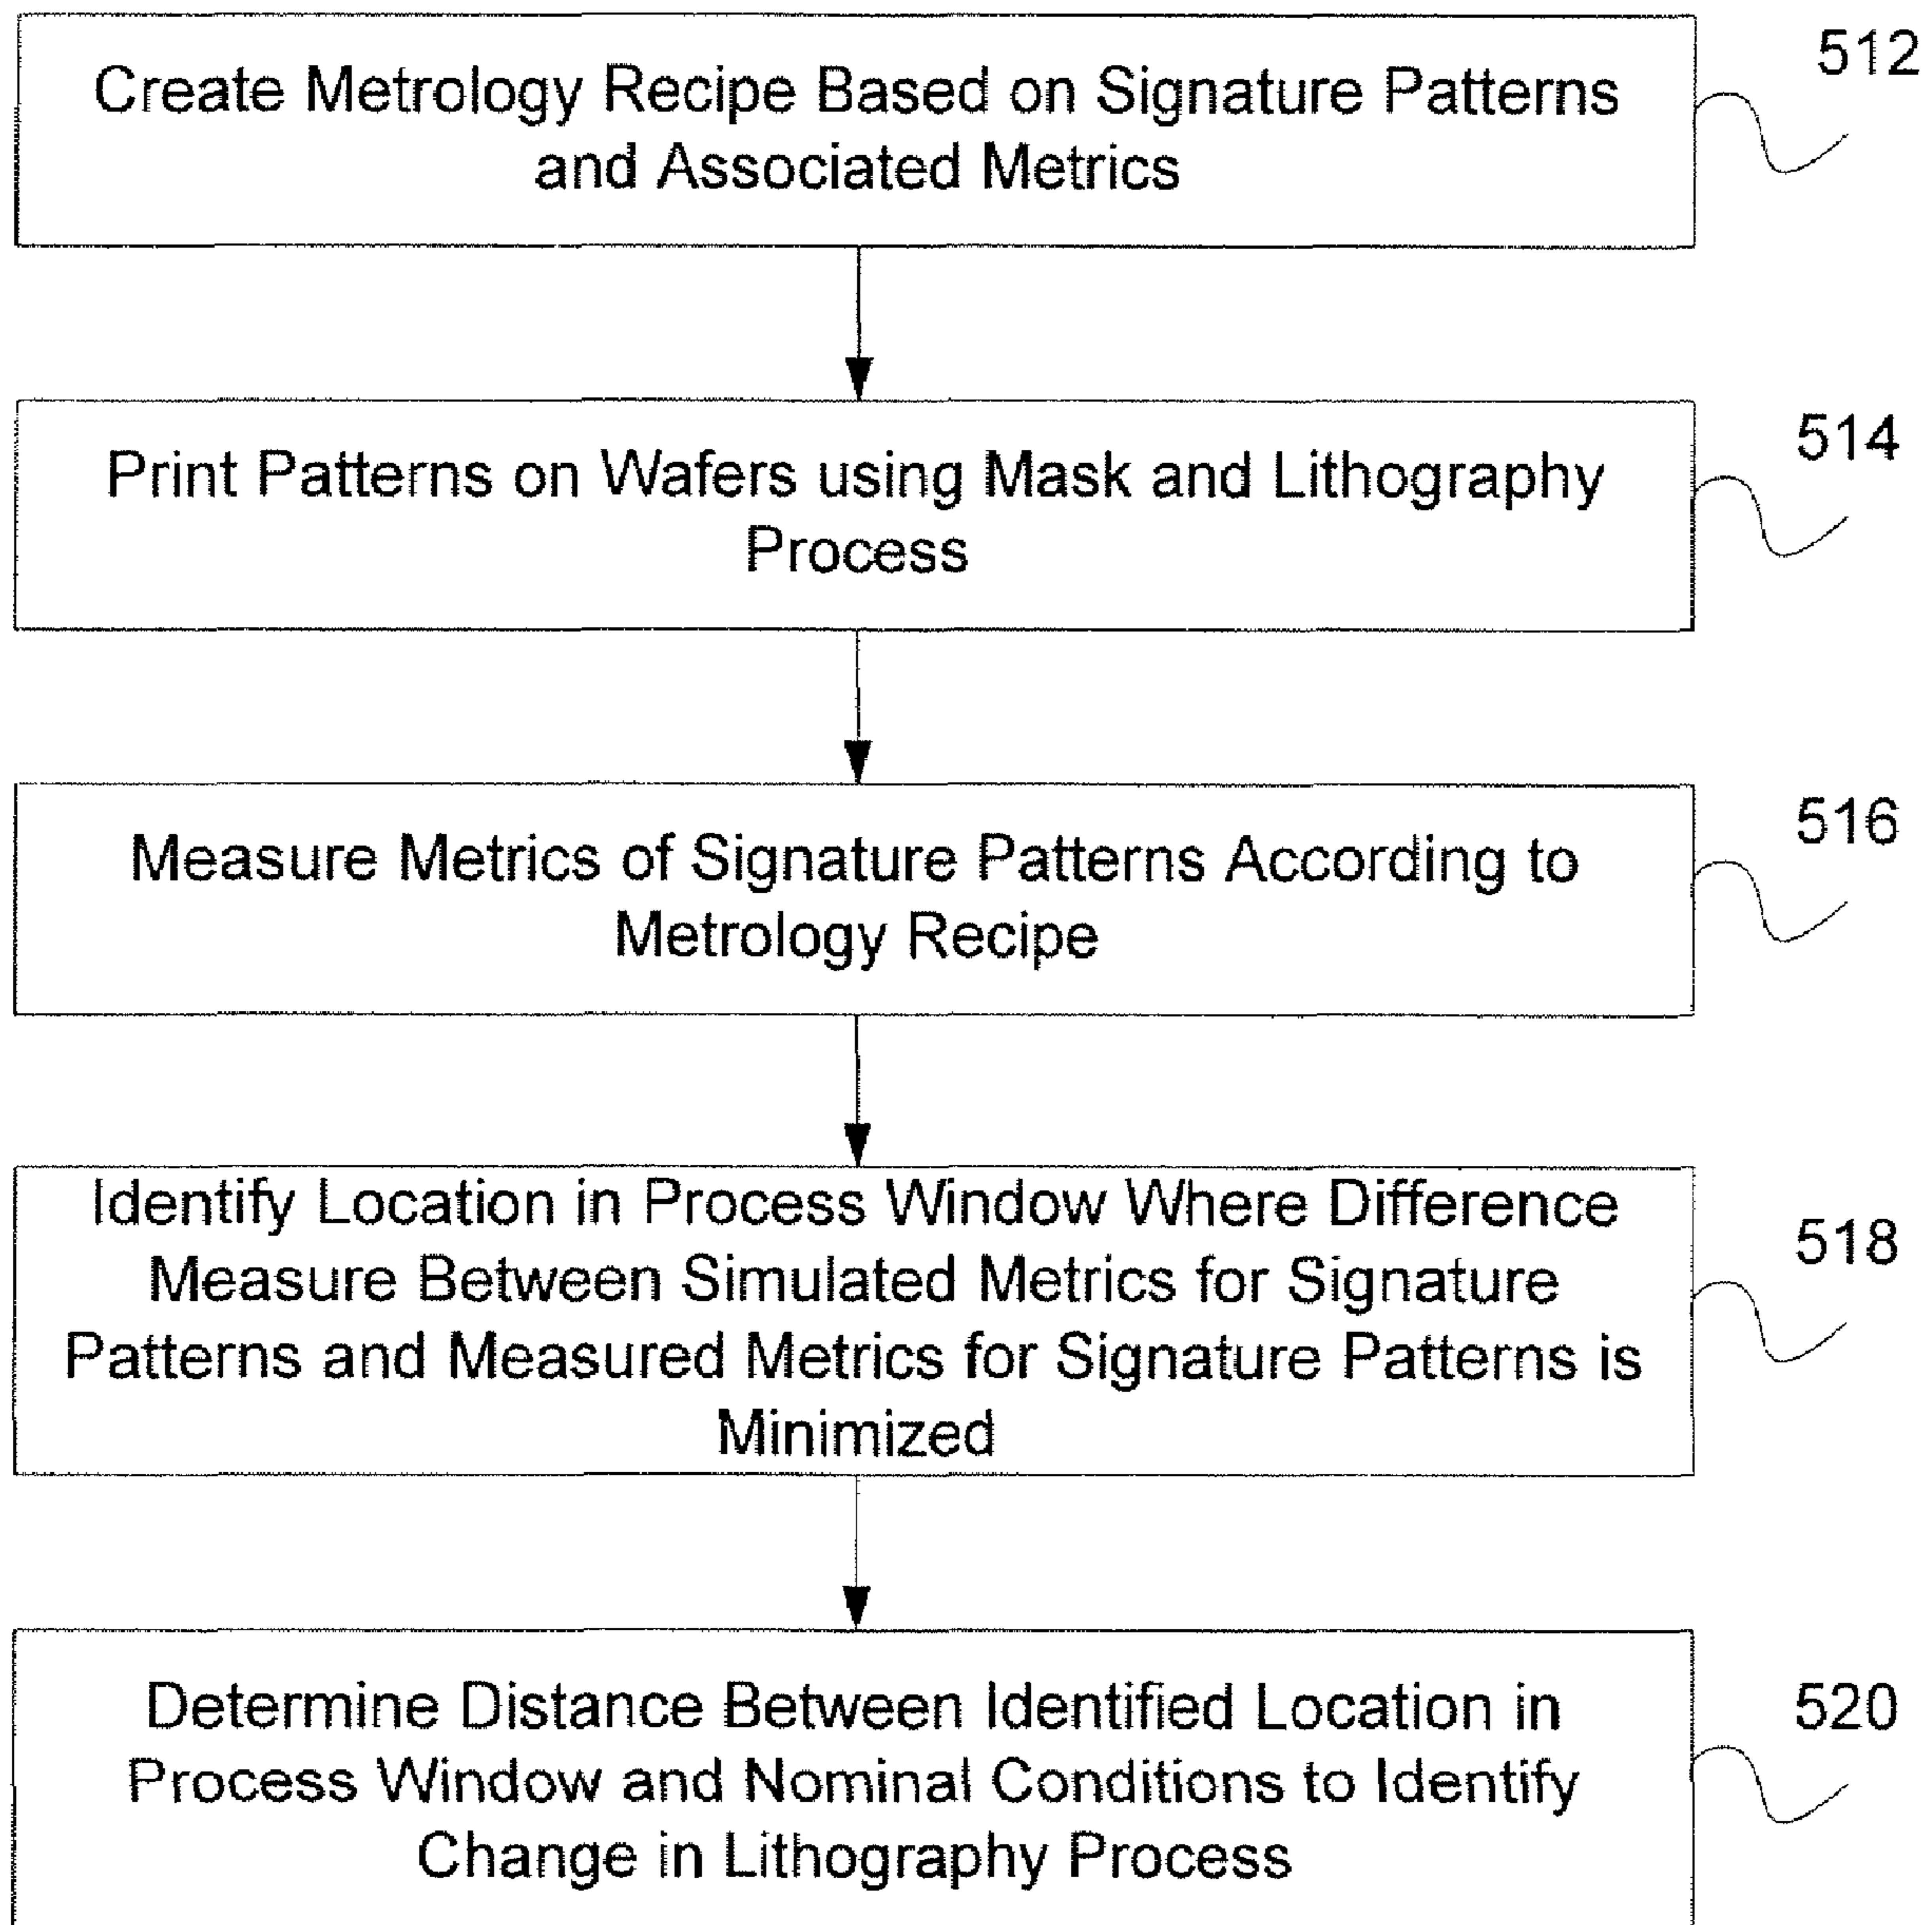 Create Metrology Recipe Based on Signature Patterns
and Associated Metrics
512
Print Patterns on Wafers using Mask and Lithography
Process
514
Measure Metrics of Signature Patterns According to
Metrology Recipe
516
Identify Location in Process Window Where Difference
Measure Between Simulated Metrics for Signature
Patterns and Measured Metrics for Signature Patterns is
Minimized
518
Determine Distance Between Identified Location in
Process Window and Nominal Conditions to Identify
Change in Lithography Process
520